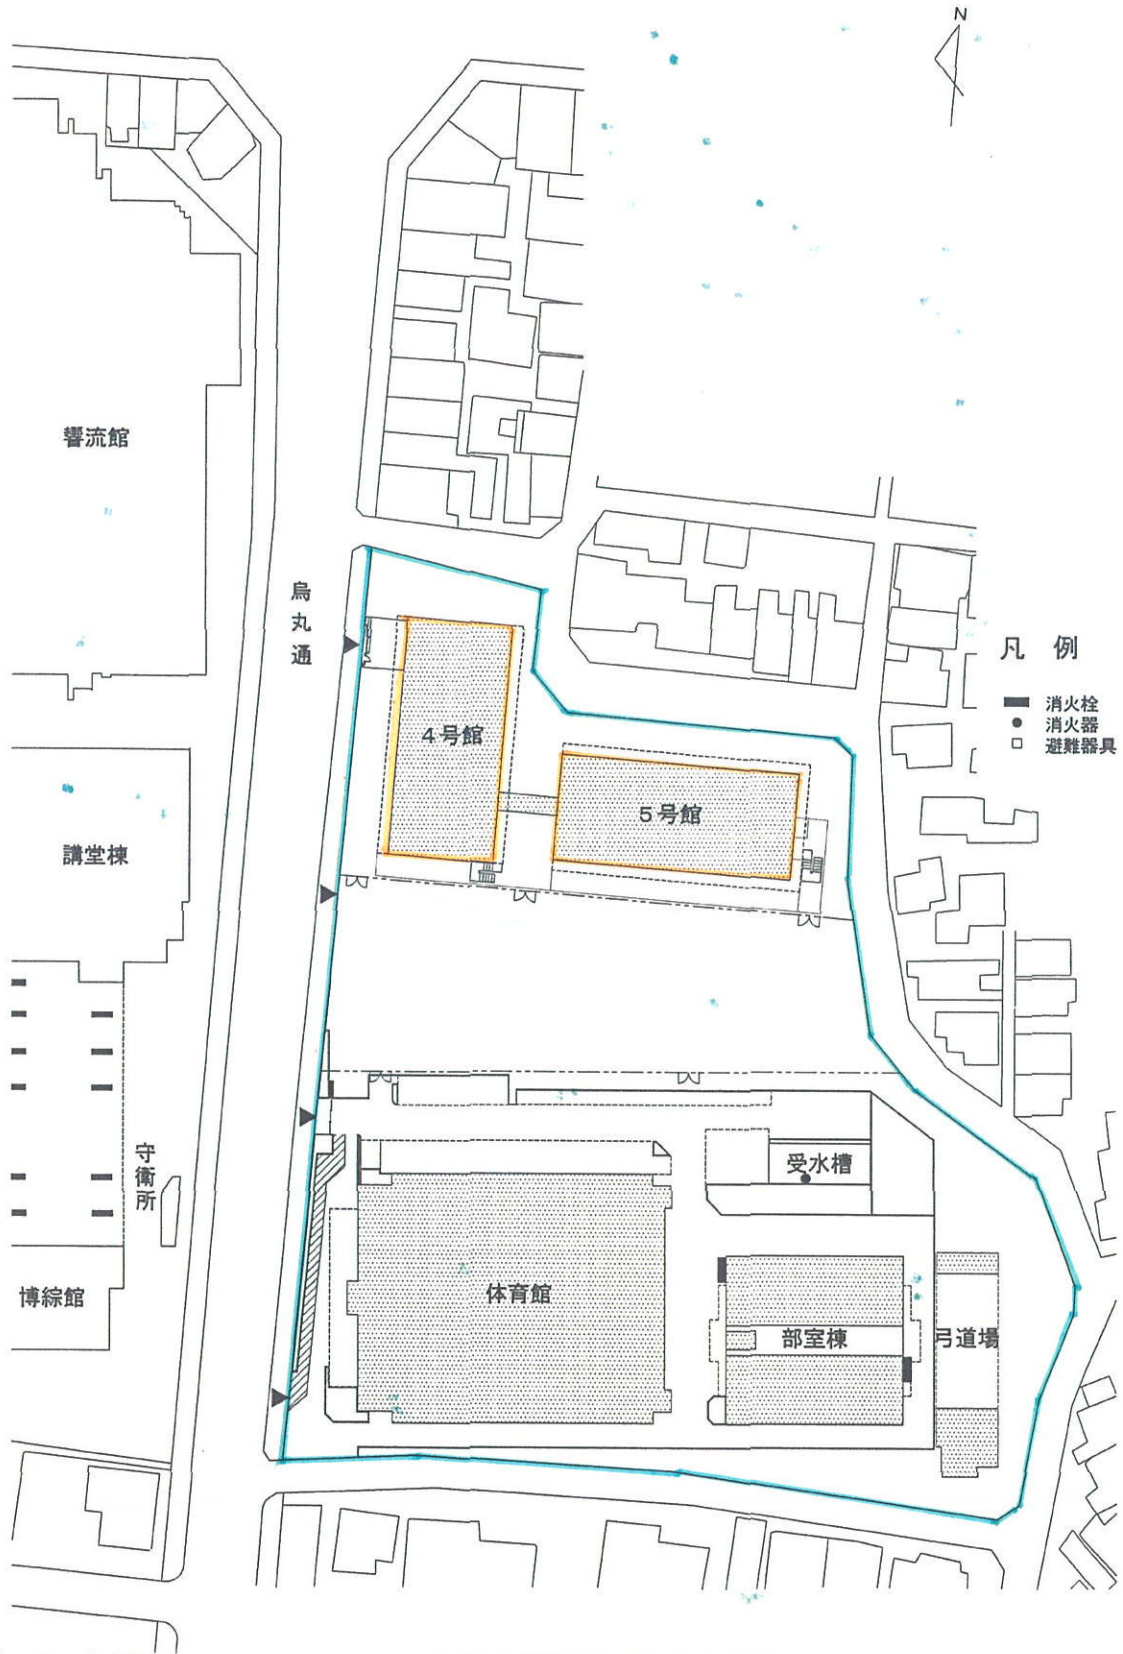 N
響流館
烏丸通
凡例
消火栓
消火器
避難器具
4号館
5号館
講堂棟
守衛所
受水槽
博綜館
体育館
部室棟
弓道場